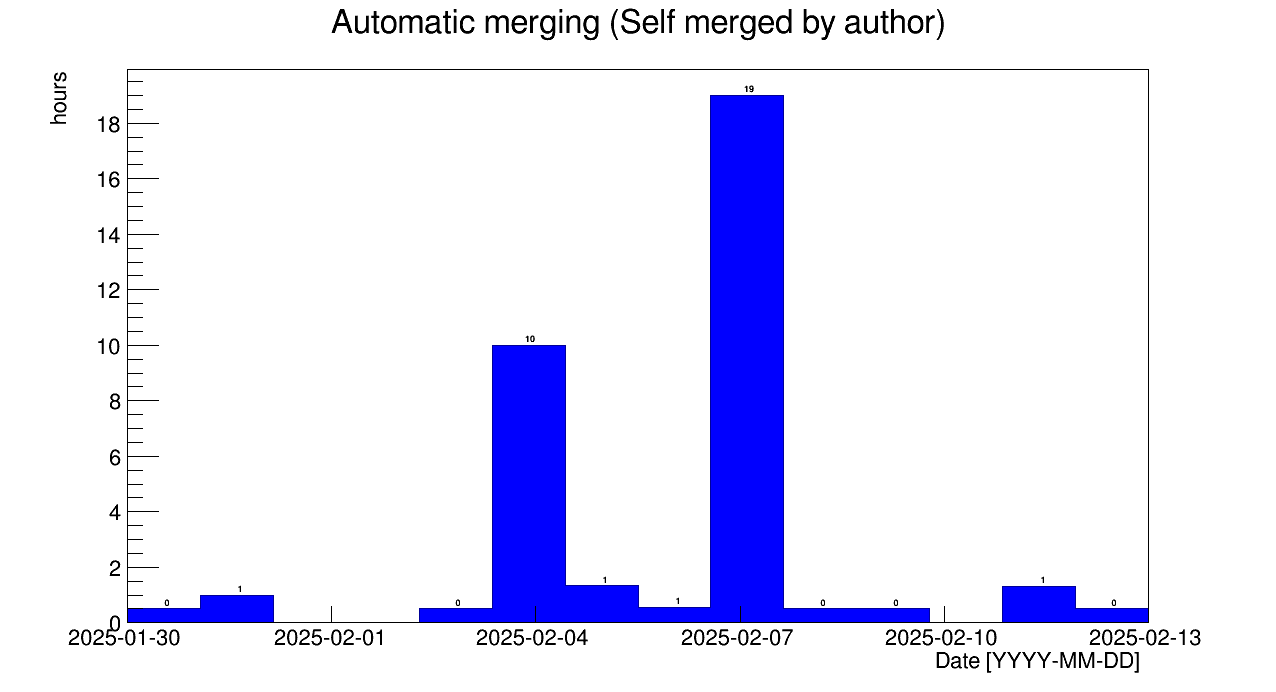 Automatic merging (Self merged by author)
hours
18
16
14
12
10
8
6
4
2
0
0 1 0 10 1 1 19 0 0 1 0
2025-01-30 2025-02-01 2025-02-04 2025-02-07 2025-02-10 2025-02-13
Date [YYYY-MM-DD]